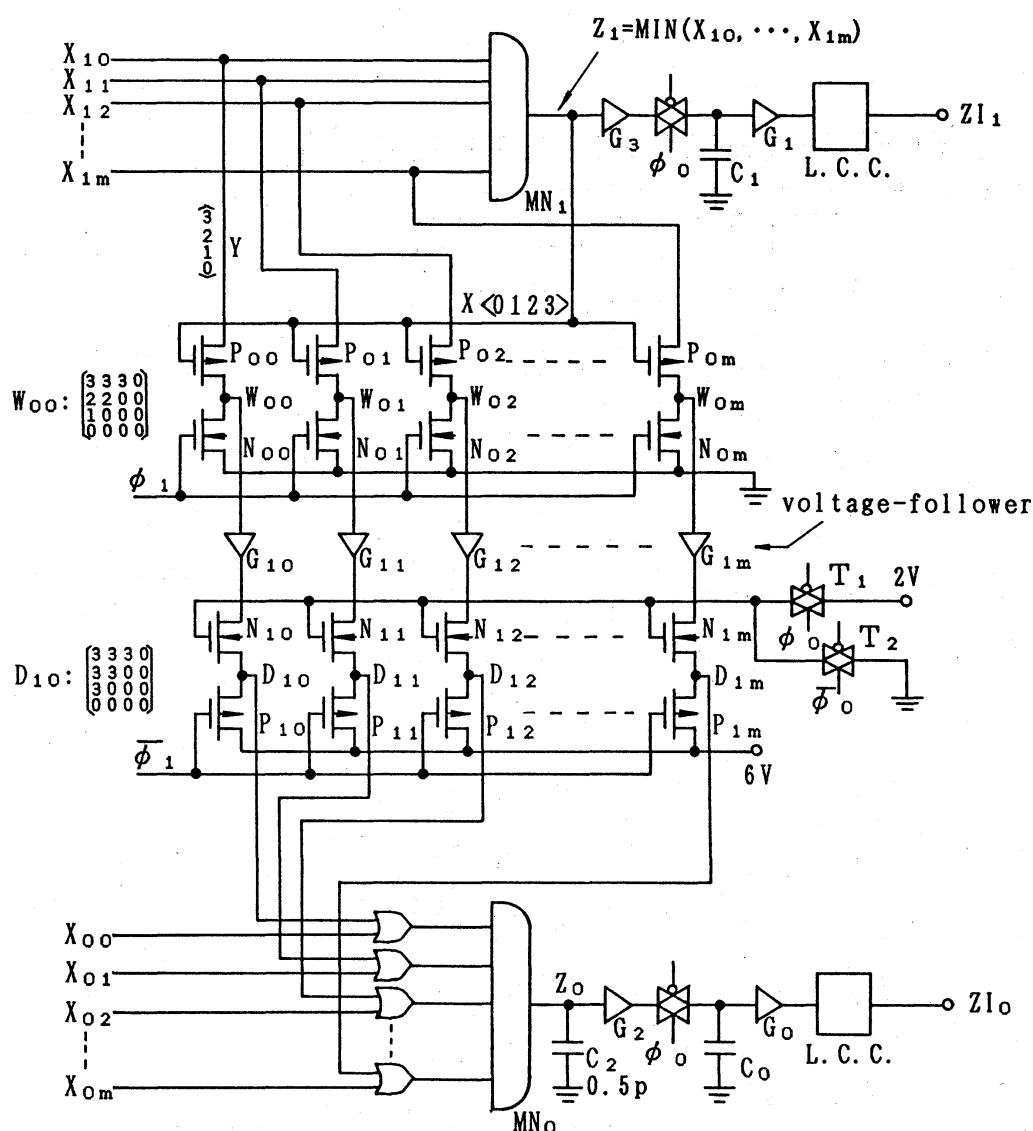 Z₁=MIN(X₁₀, ···, X₁ₘ)
X₁₀
X₁₁
X₁₂
X₁ₘ
G₃
φ₀
C₁
G₁
L. C. C.
ZI₁
MN₁
⟨3 2 1 0⟩ Y
X ⟨0 1 2 3⟩
P₀₀ P₀₁ P₀₂ P₀ₘ
W₀₀:
3 3 3 0
2 2 0 0
1 0 0 0
0 0 0 0
W₀₀ W₀₁ W₀₂ W₀ₘ
N₀₀ N₀₁ N₀₂ N₀ₘ
φ₁
voltage-follower
G₁₀ G₁₁ G₁₂ G₁ₘ
T₁ 2V
φ₀
N₁₀ N₁₁ N₁₂ N₁ₘ
T₂
φ̄₀
D₁₀:
3 3 3 0
3 3 0 0
3 0 0 0
0 0 0 0
D₁₀ D₁₁ D₁₂ D₁ₘ
P₁₀ P₁₁ P₁₂ P₁ₘ
φ̄₁
6V
X₀₀
X₀₁
X₀₂
X₀ₘ
Z₀
G₂
φ₀
G₀
L. C. C.
ZI₀
C₂
0.5p
C₀
MN₀